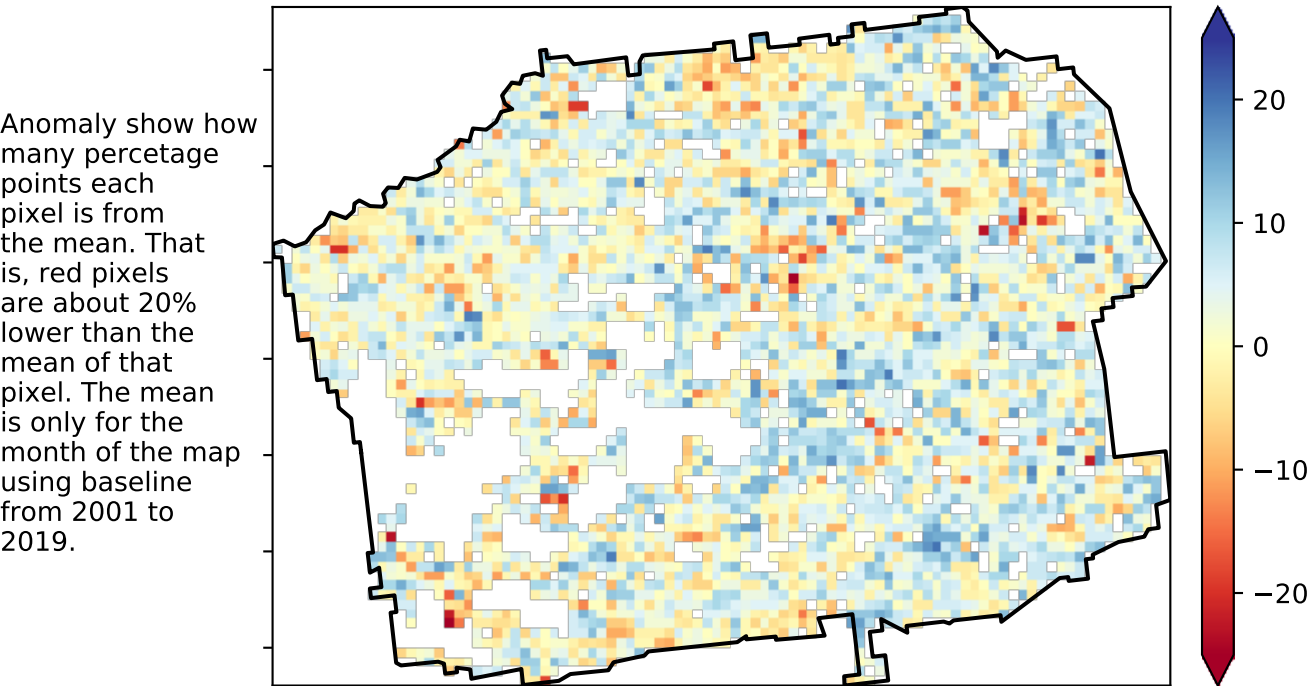 Anomaly show how
many percetage
points each
pixel is from
the mean. That
is, red pixels
are about 20%
lower than the
mean of that
pixel. The mean
is only for the
month of the map
using baseline
from 2001 to
2019.
20
10
0
−10
−20